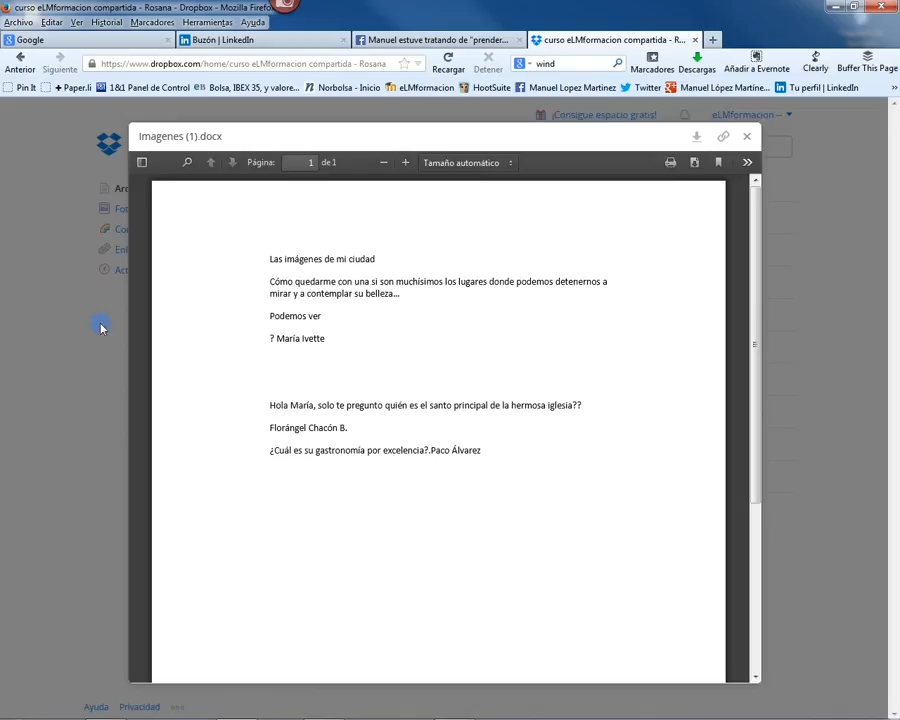 curso eLMformacion compartida - Rosana - Dropbox - Mozilla Firefo
Archivo Editar Ver Historial Marcadores Herramientas Ayuda
Google
Buzón | LinkedIn
Manuel estuve tratando de "prender...
curso eLMformacion compartida - R...
Anterior Siguiente
https://www.dropbox.com/home/curso eLMformacion compartida - Rosana
Recargar Detener
wind
Marcadores Descargas Añadir a Evernote Clearly Buffer This Page
Pin It + Paper.li 1&1 Panel de Control Bolsa, IBEX 35, y valore... Norbolsa - Inicio eLMformacion HootSuite Manuel Lopez Martinez Twitter Manuel López Martíne... Tu perfil | LinkedIn
¡Consigue espacio gratis!
eLMformacion --
Imagenes (1).docx
Página: 1 de 1
Tamaño automático
Las imágenes de mi ciudad
Cómo quedarme con una si son muchísimos los lugares donde podemos detenernos a
mirar y a contemplar su belleza...
Podemos ver
? María Ivette
Hola María, solo te pregunto quién es el santo principal de la hermosa iglesia??
Florángel Chacón B.
¿Cuál es su gastronomía por excelencia?.Paco Álvarez
Ayuda Privacidad